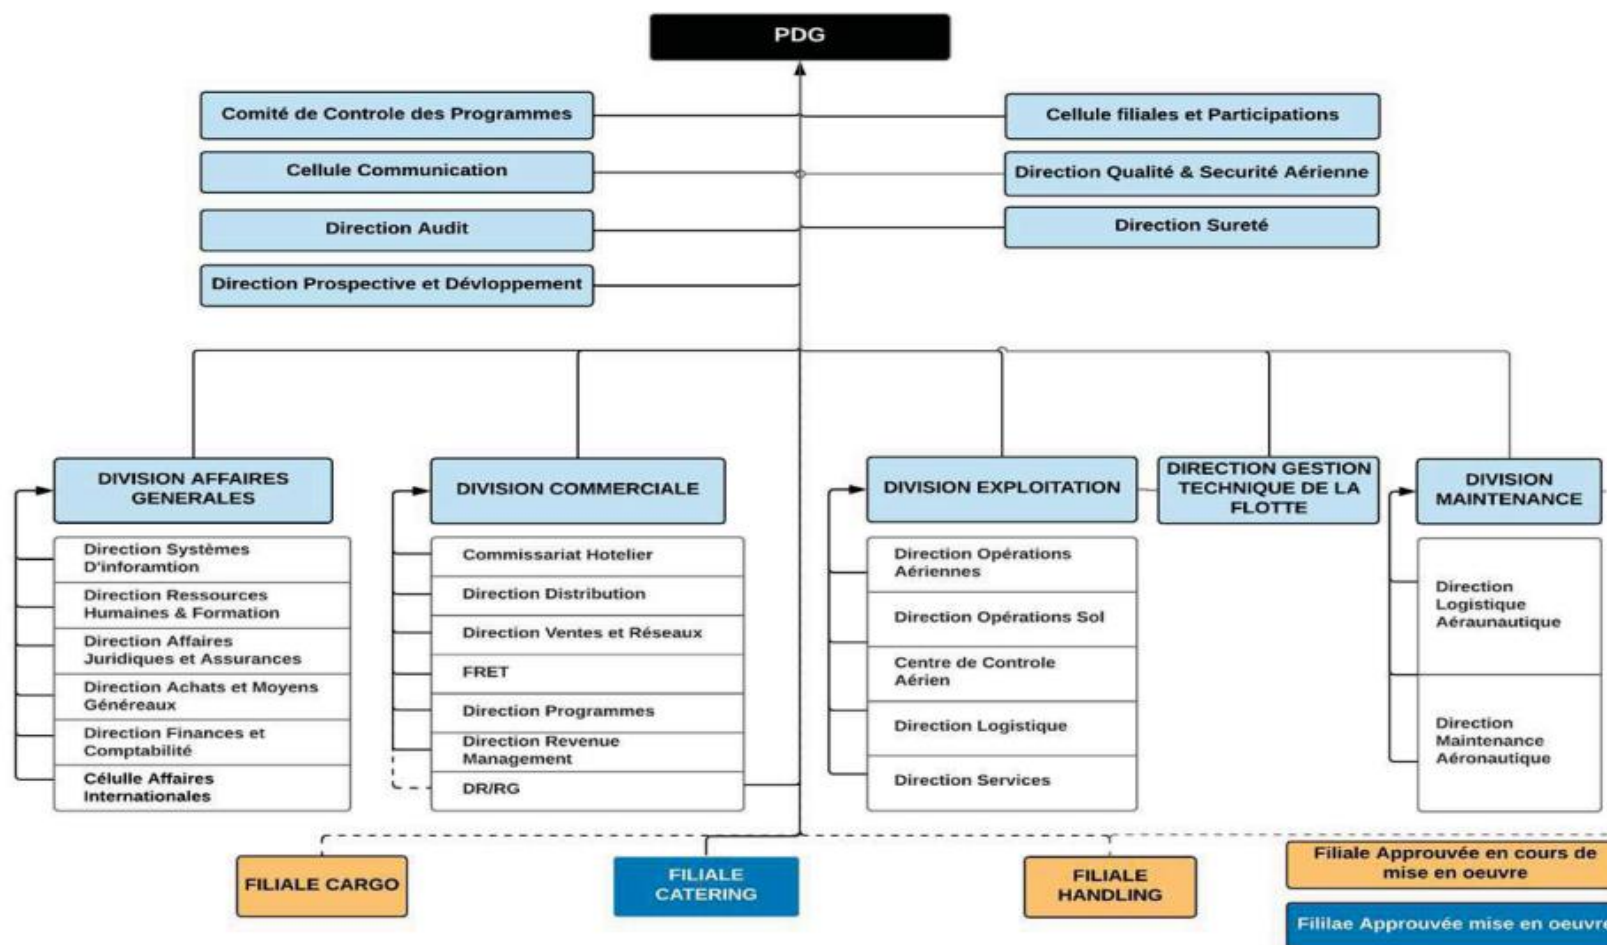 PDG
Comité de Controle des Programmes
Cellule filiales et Participations
Cellule Communication
Direction Qualité & Securité Aérienne
Direction Audit
Direction Sureté
Direction Prospective et Dévloppement
DIVISION AFFAIRES
GENERALES
Direction Systèmes
D'inforamtion
Direction Ressources
Humaines & Formation
Direction Affaires
Juridiques et Assurances
Direction Achats et Moyens
Généreaux
Direction Finances et
Comptabilité
Célulle Affaires
Internationales
DIVISION COMMERCIALE
Commissariat Hotelier
Direction Distribution
Direction Ventes et Réseaux
FRET
Direction Programmes
Direction Revenue
Management
DR/RG
DIVISION EXPLOITATION
Direction Opérations
Aériennes
Direction Opérations Sol
Centre de Controle
Aérien
Direction Logistique
Direction Services
DIRECTION GESTION
TECHNIQUE DE LA
FLOTTE
DIVISION
MAINTENANCE
Direction
Logistique
Aéraunautique
Direction
Maintenance
Aéronautique
FILIALE CARGO
FILIALE
CATERING
FILIALE
HANDLING
Filiale Approuvée en cours de
mise en oeuvre
Fililae Approuvée mise en oeuvre